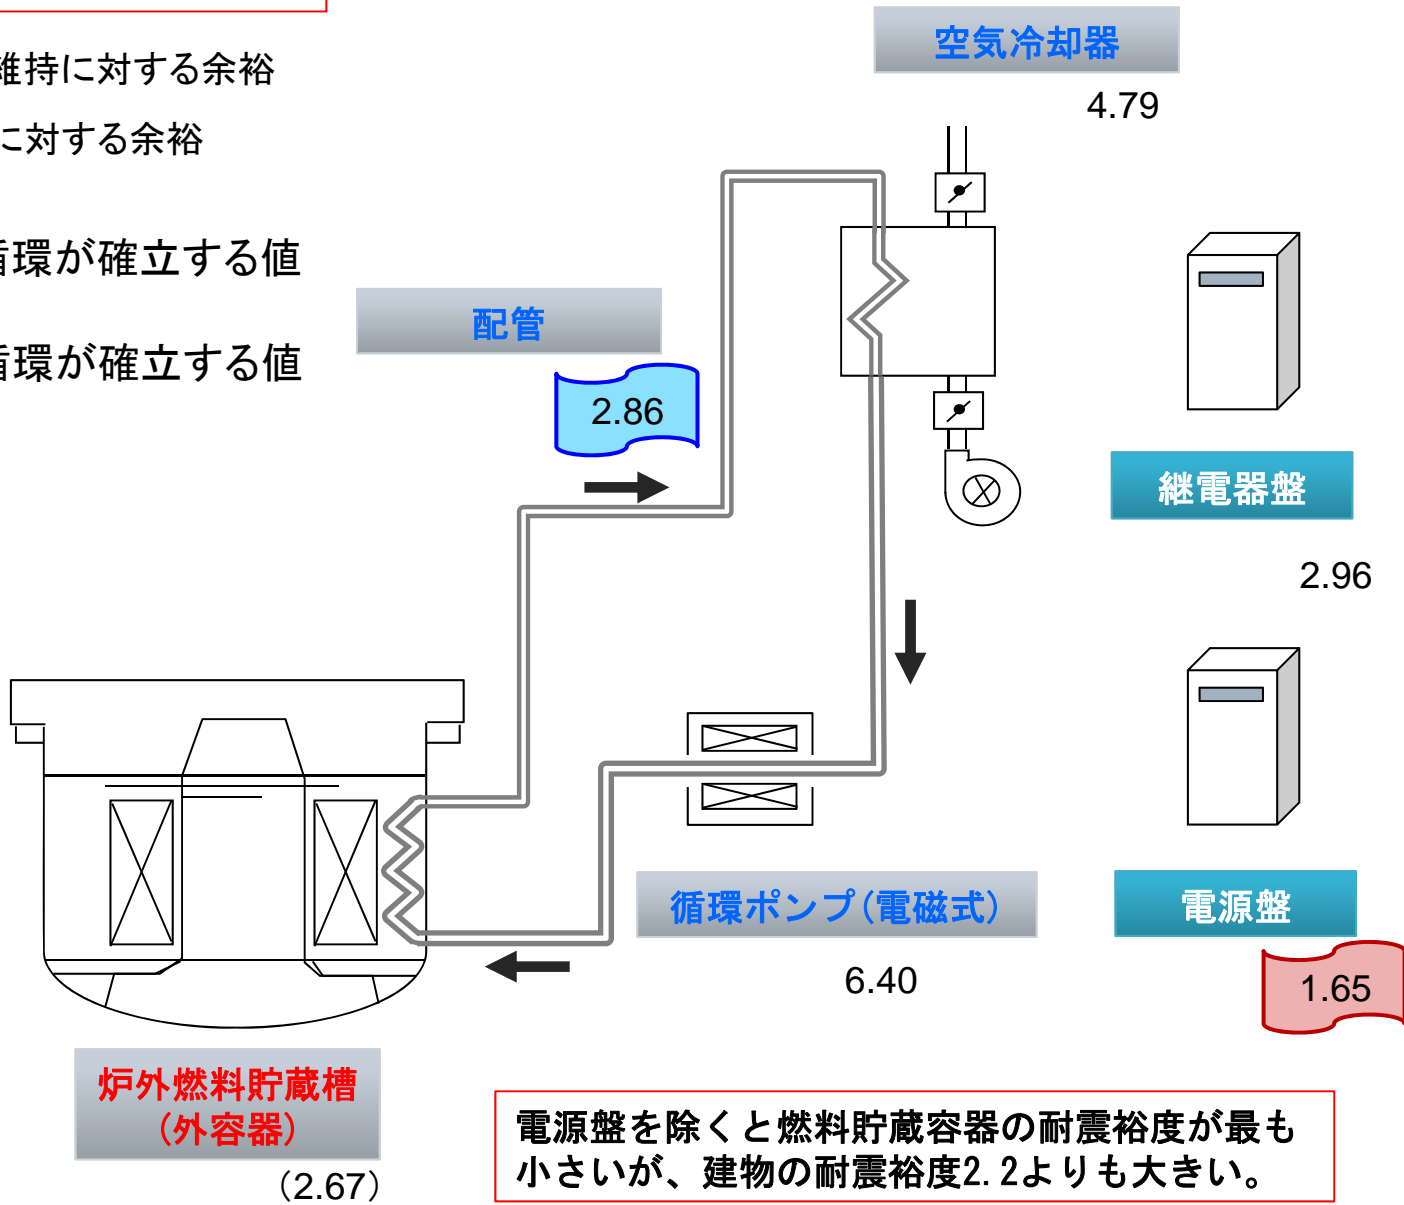 空気冷却器
4.79
維持に対する余裕
に対する余裕
循環が確立する値
循環が確立する値
配管
2.86
継電器盤
2.96
循環ポンプ(電磁式)
6.40
電源盤
1.65
炉外燃料貯蔵槽
(外容器)
(2.67)
電源盤を除くと燃料貯蔵容器の耐震裕度が最も
小さいが、建物の耐震裕度2.2よりも大きい。